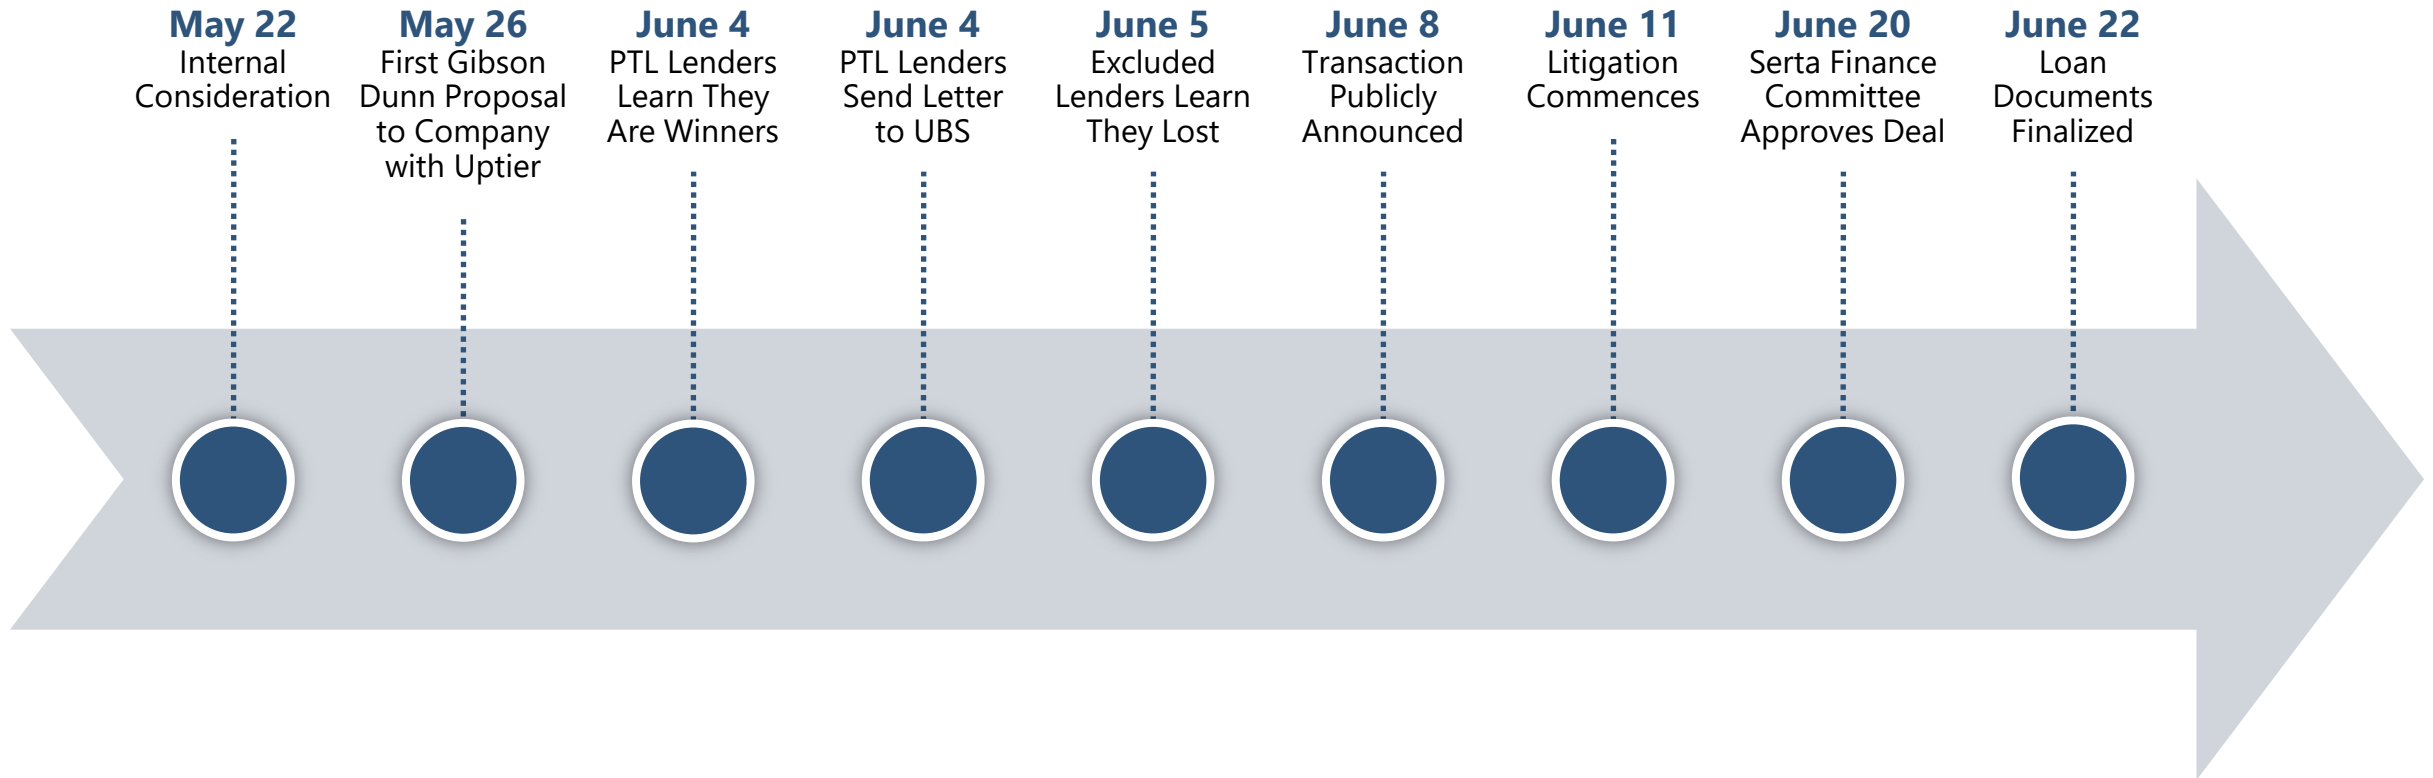 May 22
Internal
Consideration
May 26
First Gibson
Dunn Proposal
to Company
with Uptier
June 4
PTL Lenders
Learn They
Are Winners
June 4
PTL Lenders
Send Letter
to UBS
June 5
Excluded
Lenders Learn
They Lost
June 8
Transaction
Publicly
Announced
June 11
Litigation
Commences
June 20
Serta Finance
Committee
Approves Deal
June 22
Loan
Documents
Finalized